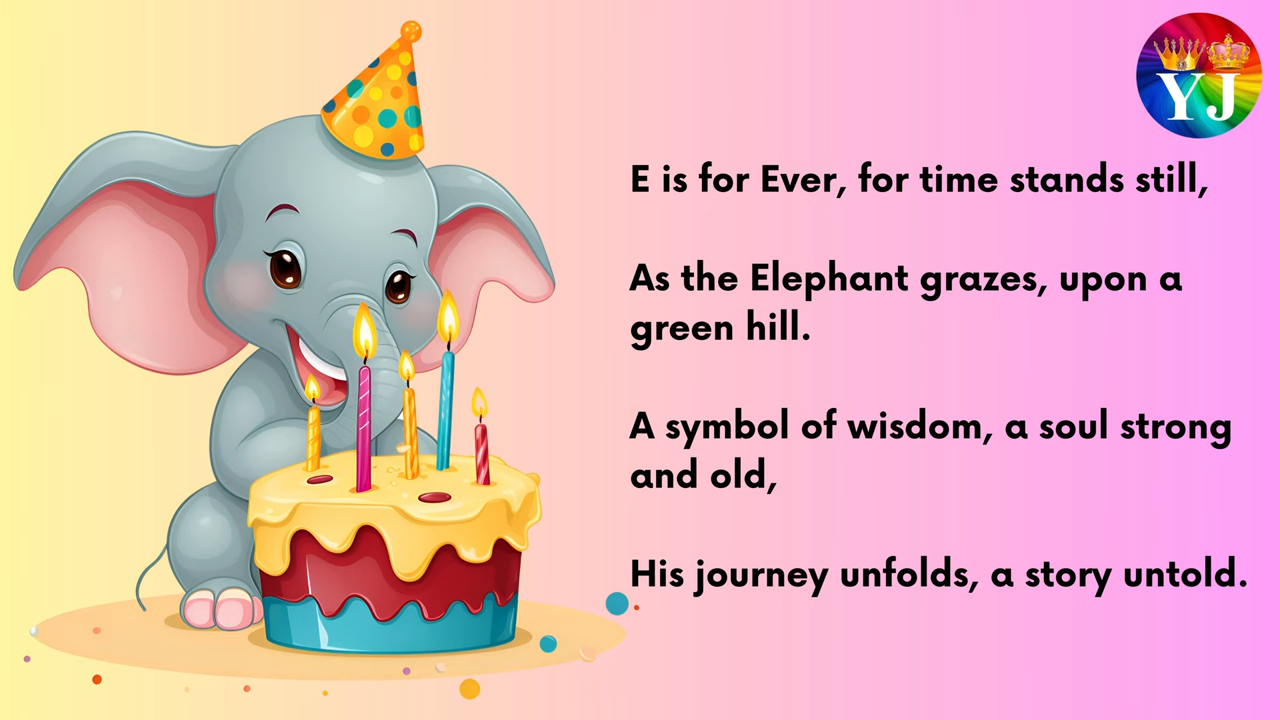 YJ
E is for Ever, for time stands still,
As the Elephant grazes, upon a
green hill.
A symbol of wisdom, a soul strong
and old,
His journey unfolds, a story untold.